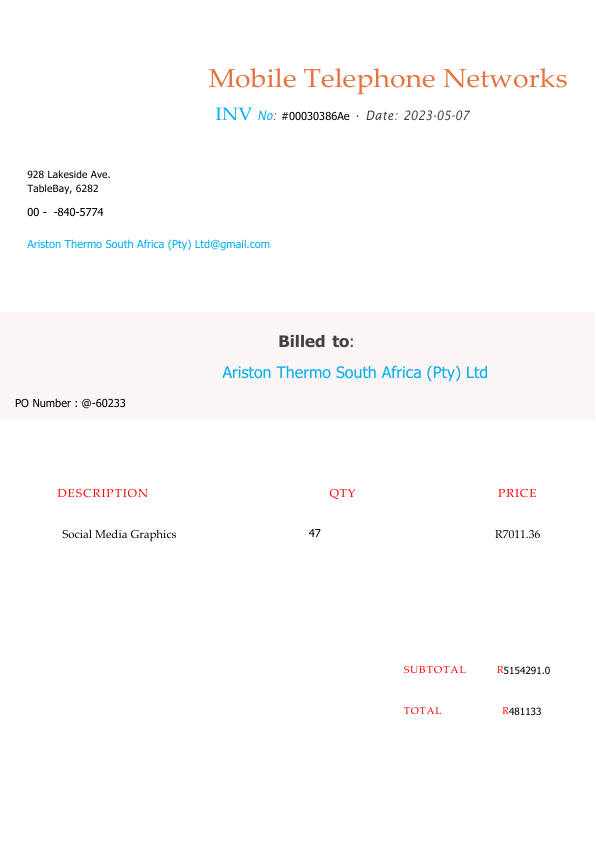 Mobile Telephone Networks
INV No: #00030386Ae · Date: 2023-05-07
928 Lakeside Ave.
TableBay, 6282
00 -  -840-5774
Ariston Thermo South Africa (Pty) Ltd@gmail.com
Billed to:
Ariston Thermo South Africa (Pty) Ltd
PO Number : @-60233
DESCRIPTION QTY PRICE
Social Media Graphics 47 R7011.36
SUBTOTAL R5154291.0
TOTAL R481133